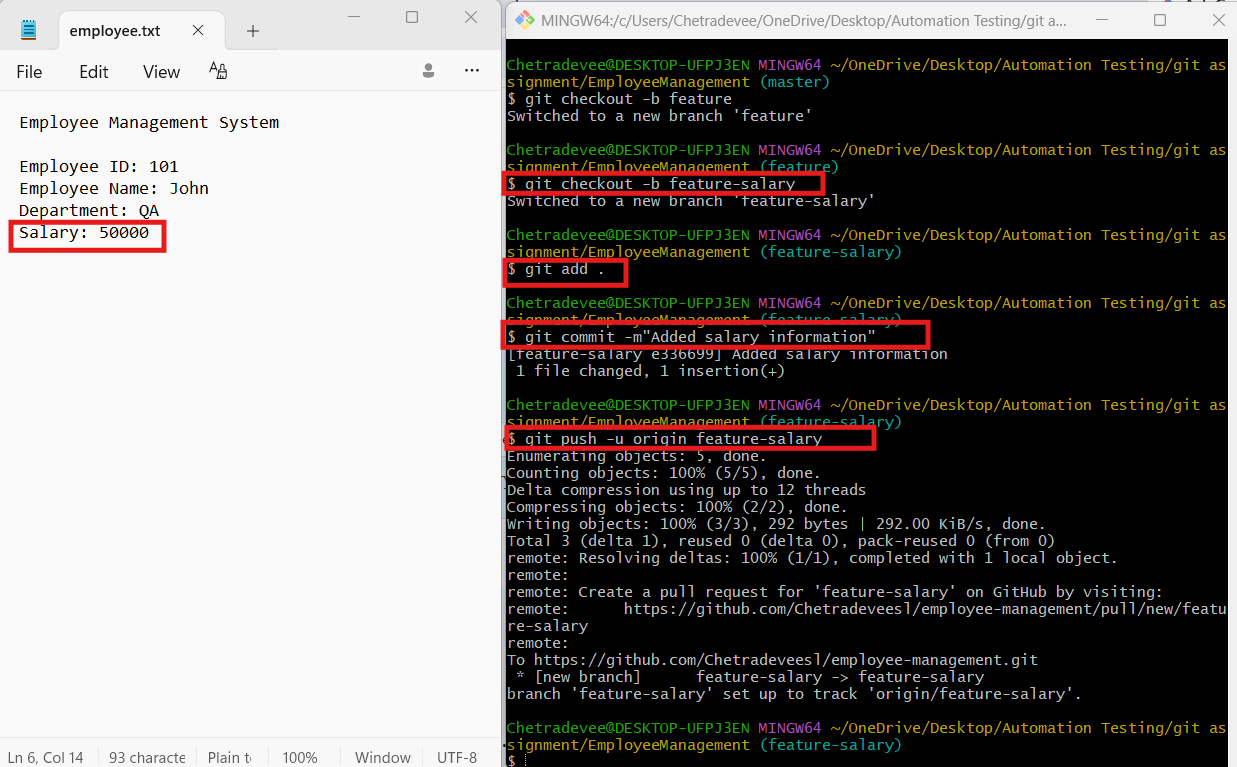 employee.txt
File Edit View
Employee Management System
Employee ID: 101
Employee Name: John
Department: QA
Salary: 50000
Ln 6, Col 14 93 characte Plain t 100% Window UTF-8
MINGW64:/c/Users/Chetradevee/OneDrive/Desktop/Automation Testing/git a...
Chetradevee@DESKTOP-UFPJ3EN MINGW64 ~/OneDrive/Desktop/Automation Testing/git as
signment/EmployeeManagement (master)
$ git checkout -b feature
Switched to a new branch 'feature'
Chetradevee@DESKTOP-UFPJ3EN MINGW64 ~/OneDrive/Desktop/Automation Testing/git as
signment/EmployeeManagement (feature)
$ git checkout -b feature-salary
Switched to a new branch 'feature-salary'
Chetradevee@DESKTOP-UFPJ3EN MINGW64 ~/OneDrive/Desktop/Automation Testing/git as
signment/EmployeeManagement (feature-salary)
$ git add .
Chetradevee@DESKTOP-UFPJ3EN MINGW64 ~/OneDrive/Desktop/Automation Testing/git as
signment/EmployeeManagement (feature-salary)
$ git commit -m"Added salary information"
[feature-salary e336699] Added salary information
 1 file changed, 1 insertion(+)
Chetradevee@DESKTOP-UFPJ3EN MINGW64 ~/OneDrive/Desktop/Automation Testing/git as
signment/EmployeeManagement (feature-salary)
$ git push -u origin feature-salary
Enumerating objects: 5, done.
Counting objects: 100% (5/5), done.
Delta compression using up to 12 threads
Compressing objects: 100% (2/2), done.
Writing objects: 100% (3/3), 292 bytes | 292.00 KiB/s, done.
Total 3 (delta 1), reused 0 (delta 0), pack-reused 0 (from 0)
remote: Resolving deltas: 100% (1/1), completed with 1 local object.
remote:
remote: Create a pull request for 'feature-salary' on GitHub by visiting:
remote:      https://github.com/Chetradeveesl/employee-management/pull/new/featu
re-salary
remote:
To https://github.com/Chetradeveesl/employee-management.git
 * [new branch]      feature-salary -> feature-salary
branch 'feature-salary' set up to track 'origin/feature-salary'.
Chetradevee@DESKTOP-UFPJ3EN MINGW64 ~/OneDrive/Desktop/Automation Testing/git as
signment/EmployeeManagement (feature-salary)
$